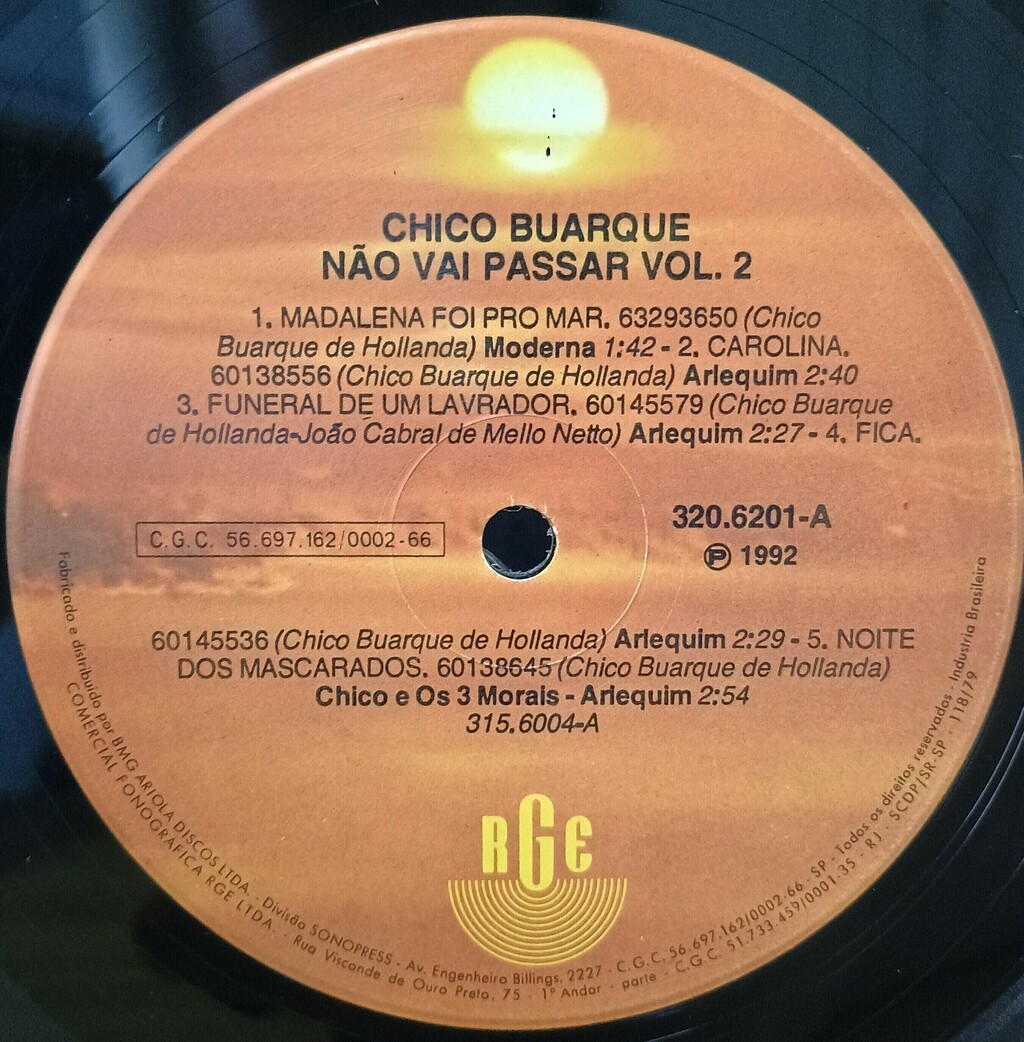 CHICO BUARQUE
NÃO VAI PASSAR VOL. 2
1. MADALENA FOI PRO MAR. 63293650 (Chico
Buarque de Hollanda) Moderna 1:42 - 2. CAROLINA.
60138556 (Chico Buarque de Hollanda) Arlequim 2:40
3. FUNERAL DE UM LAVRADOR. 60145579 (Chico Buarque
de Hollanda-João Cabral de Mello Netto) Arlequim 2:27 - 4. FICA.
C.G.C. 56.697.162/0002-66
320.6201-A
℗ 1992
60145536 (Chico Buarque de Hollanda) Arlequim 2:29 - 5. NOITE
DOS MASCARADOS. 60138645 (Chico Buarque de Hollanda)
Chico e Os 3 Morais - Arlequim 2:54
315.6004-A
RGE
Fabricado e distribuido por BMG ARIOLA DISCOS LTDA. - Divisão SONOPRESS - Av. Engenheiro Billings, 2227 - C.G.C. 56.697.162/0002-66 - SP - Todos os direitos reservados. Industria Brasileira
COMERCIAL FONOGRÁFICA RGE LTDA. - Rua Visconde de Ouro Preto, 75 - 1º Andar - parte - C.G.C. 51.733.459/0001-35 - RJ - SCDP/SR-SP - 118/79